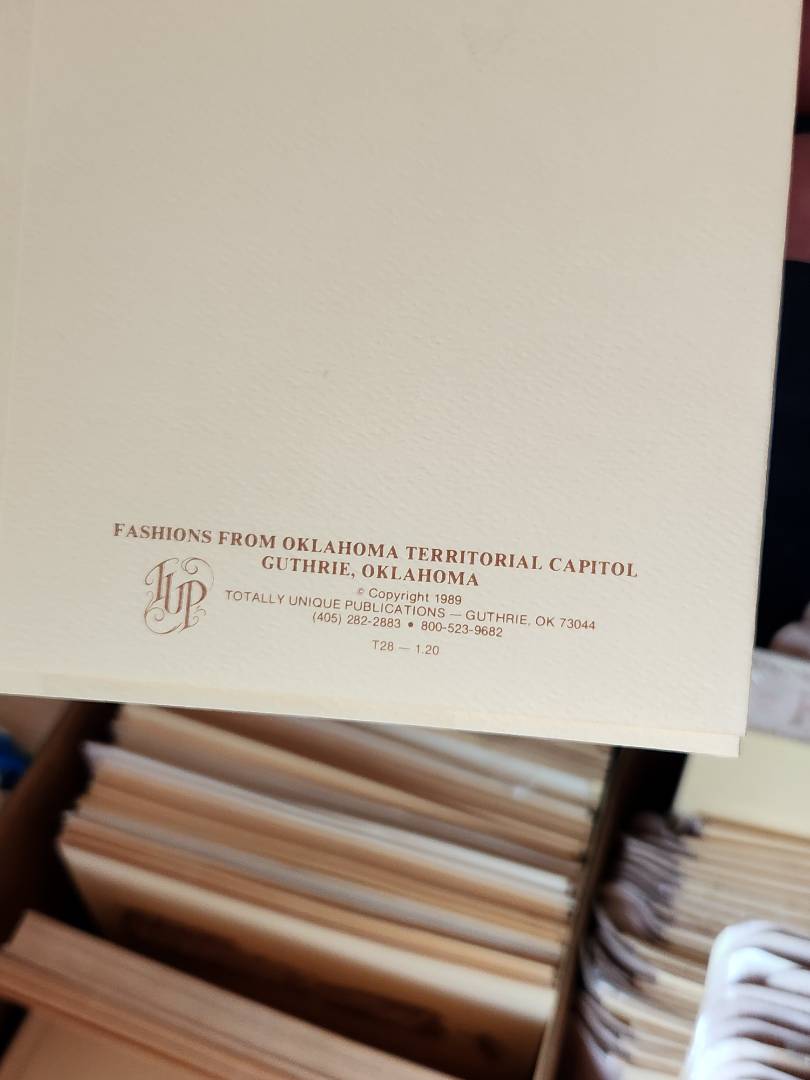 FASHIONS FROM OKLAHOMA TERRITORIAL CAPITOL
GUTHRIE, OKLAHOMA
TUP
© Copyright 1989
TOTALLY UNIQUE PUBLICATIONS — GUTHRIE, OK 73044
(405) 282-2883 • 800-523-9682
T28 — 1.20